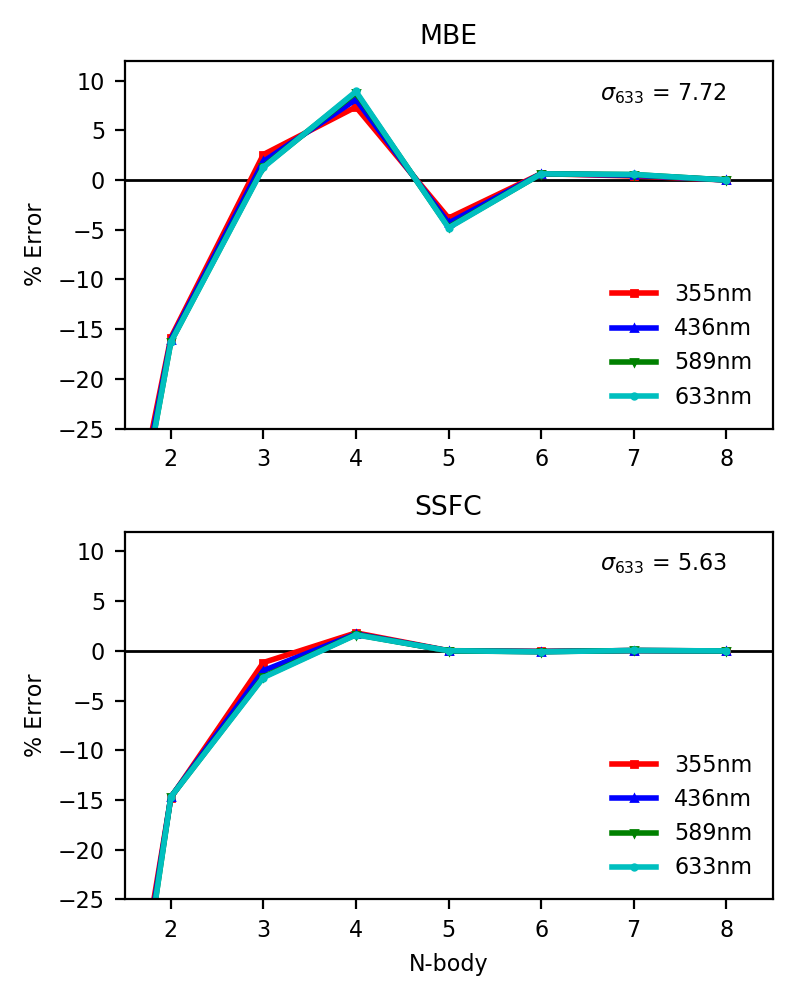 MBE
10
5
0
−5
−10
−15
−20
−25
% Error
σ633 = 7.72
355nm
436nm
589nm
633nm
2 3 4 5 6 7 8
SSFC
10
5
0
−5
−10
−15
−20
−25
% Error
σ633 = 5.63
355nm
436nm
589nm
633nm
2 3 4 5 6 7 8
N-body